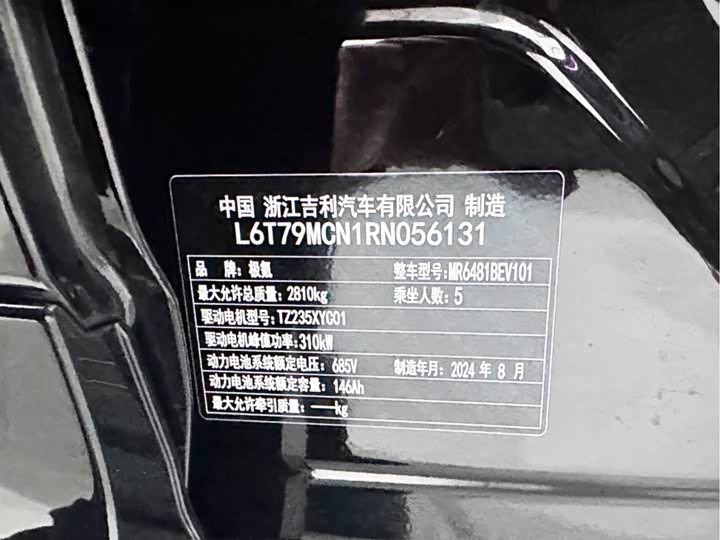 中国 浙江吉利汽车有限公司 制造
L6T79MCN1RN056131
品 牌:极氪 整车型号:MR6481BEV101
最大允许总质量:2810kg 乘坐人数:5
驱动电机型号:TZ235XYC01
驱动电机峰值功率:310kW
动力电池系统额定电压:685V 制造年月:2024 年 8 月
动力电池系统额定容量:146Ah
最大允许牵引质量:——kg